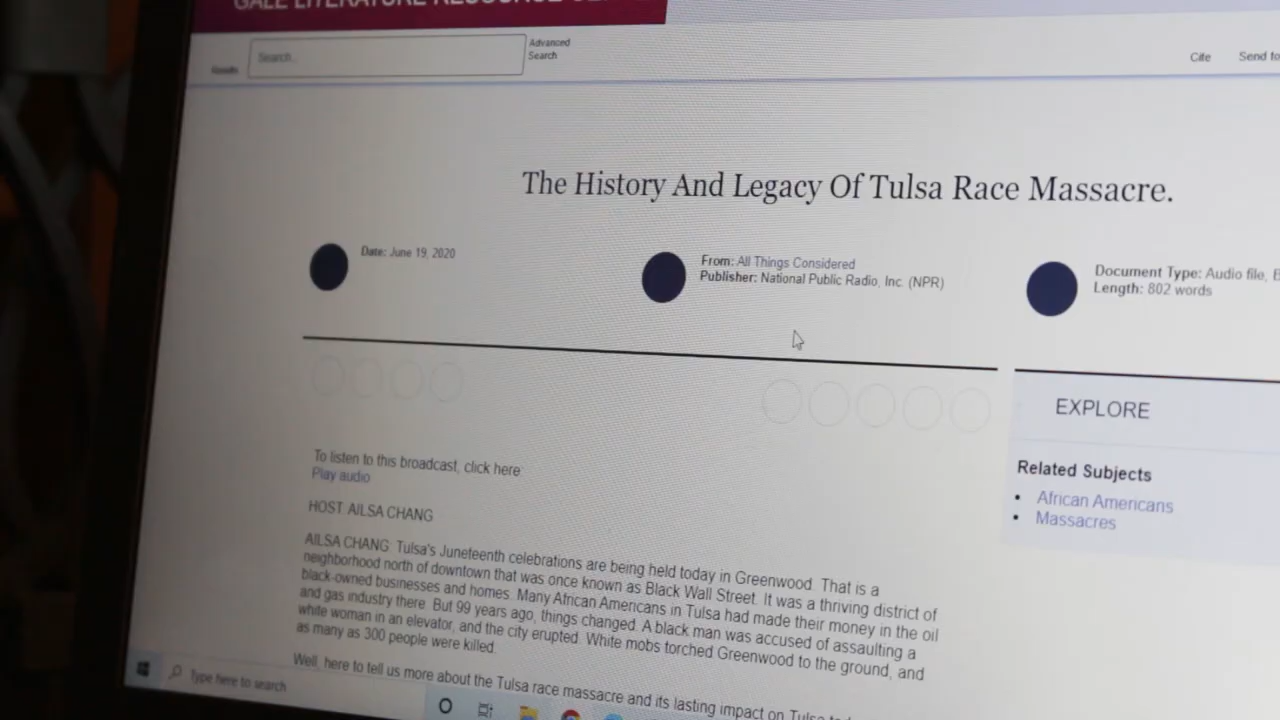 GALE LITERATURE RESOURCE
Results
Search...
Advanced
Search
Cite
Send to
The History And Legacy Of Tulsa Race Massacre.
Date: June 19, 2020
From: All Things Considered
Publisher: National Public Radio, Inc. (NPR)
Document Type: Audio file, B
Length: 802 words
EXPLORE
Related Subjects
• African Americans
• Massacres
To listen to this broadcast, click here:
Play audio
HOST: AILSA CHANG
AILSA CHANG: Tulsa's Juneteenth celebrations are being held today in Greenwood. That is a
neighborhood north of downtown that was once known as Black Wall Street. It was a thriving district of
black-owned businesses and homes. Many African Americans in Tulsa had made their money in the oil
and gas industry there. But 99 years ago, things changed. A black man was accused of assaulting a
white woman in an elevator, and the city erupted. White mobs torched Greenwood to the ground, and
as many as 300 people were killed.
Well, here to tell us more about the Tulsa race massacre and its lasting impact on Tulsa
Type here to search